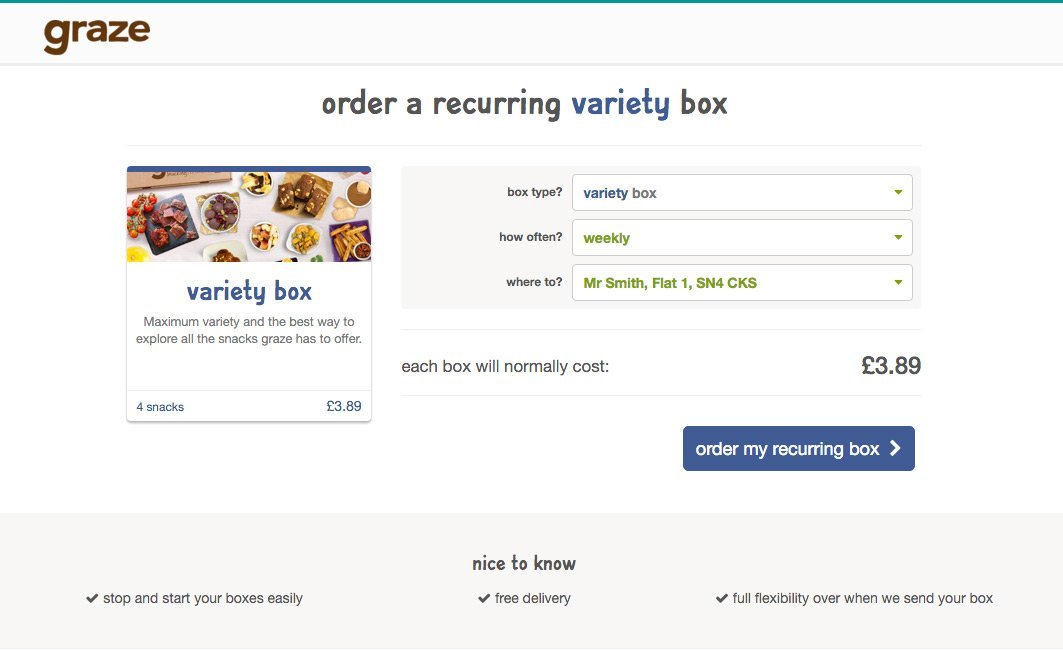 graze
order a recurring variety box
variety box
Maximum variety and the best way to
explore all the snacks graze has to offer.
4 snacks £3.89
box type? variety box
how often? weekly
where to? Mr Smith, Flat 1, SN4 CKS
each box will normally cost: £3.89
order my recurring box
nice to know
stop and start your boxes easily
free delivery
full flexibility over when we send your box